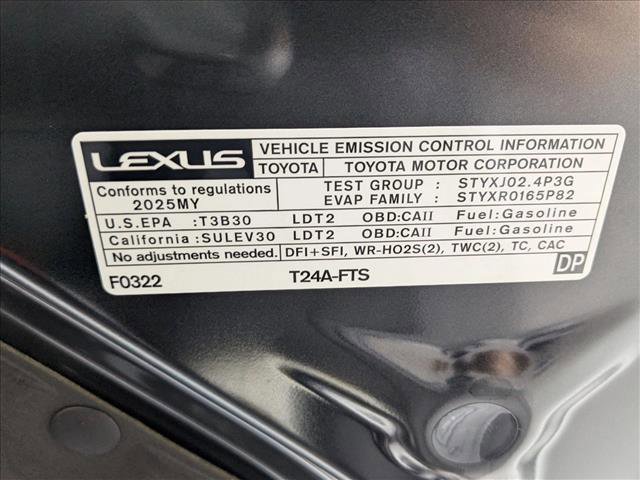 LEXUS VEHICLE EMISSION CONTROL INFORMATION
TOYOTA TOYOTA MOTOR CORPORATION
Conforms to regulations
2025MY
TEST GROUP : STYXJ02.4P3G
EVAP FAMILY : STYXR0165P82
U.S.EPA :T3B30 LDT2 OBD:CAII Fuel:Gasoline
California :SULEV30 LDT2 OBD:CAII Fuel:Gasoline
No adjustments needed. DFI+SFI, WR-HO2S(2), TWC(2), TC, CAC
F0322 T24A-FTS DP